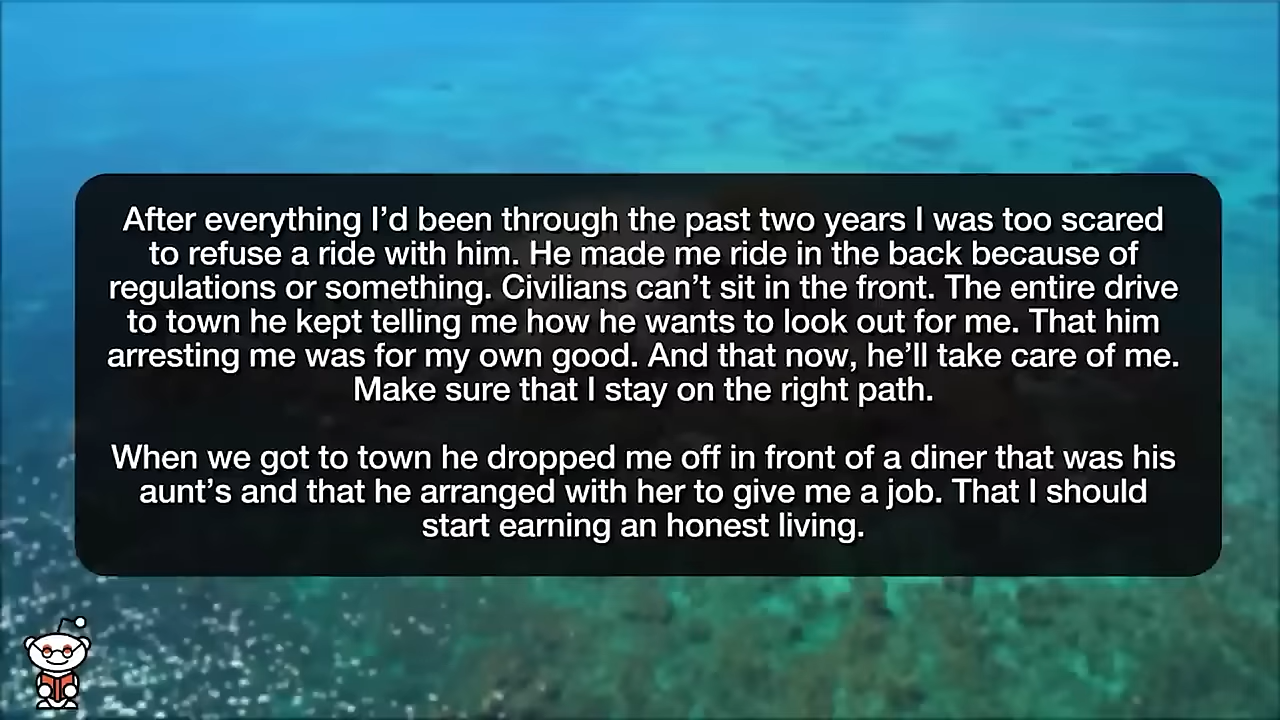 After everything I’d been through the past two years I was too scared
to refuse a ride with him. He made me ride in the back because of
regulations or something. Civilians can’t sit in the front. The entire drive
to town he kept telling me how he wants to look out for me. That him
arresting me was for my own good. And that now, he’ll take care of me.
Make sure that I stay on the right path.
When we got to town he dropped me off in front of a diner that was his
aunt’s and that he arranged with her to give me a job. That I should
start earning an honest living.